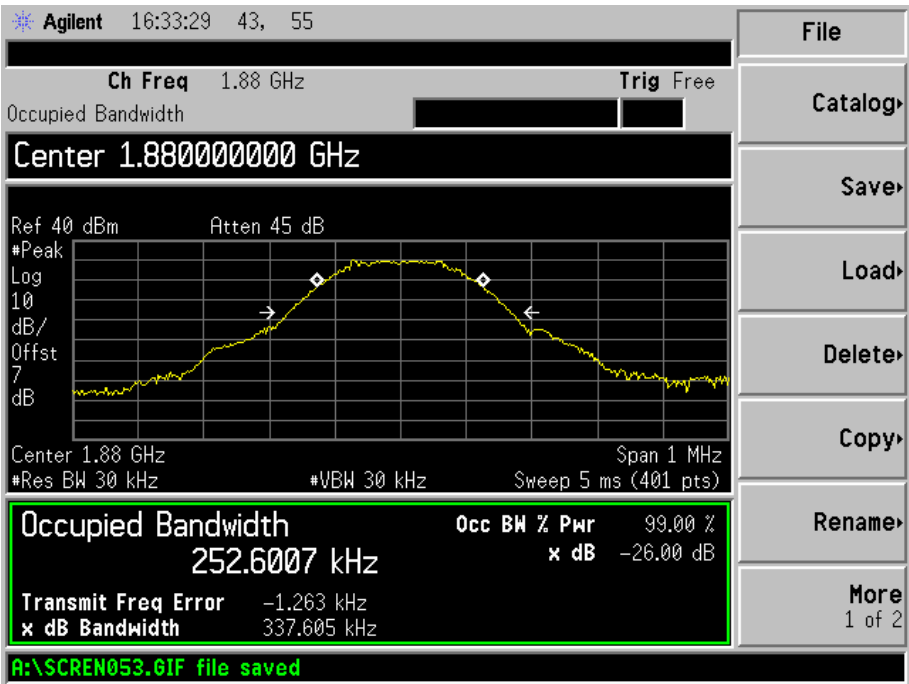 Agilent 16:33:29 43, 55
File
Ch Freq 1.88 GHz Trig Free
Occupied Bandwidth
Catalog
Center 1.880000000 GHz
Save
Ref 40 dBm Atten 45 dB
#Peak
Log
10
dB/
Offst
7
dB
Load
Delete
Copy
Center 1.88 GHz Span 1 MHz
#Res BW 30 kHz #VBW 30 kHz Sweep 5 ms (401 pts)
Occupied Bandwidth Occ BW % Pwr 99.00 %
252.6007 kHz x dB -26.00 dB
Rename
Transmit Freq Error -1.263 kHz
x dB Bandwidth 337.605 kHz
More
1 of 2
A:\SCREN053.GIF file saved